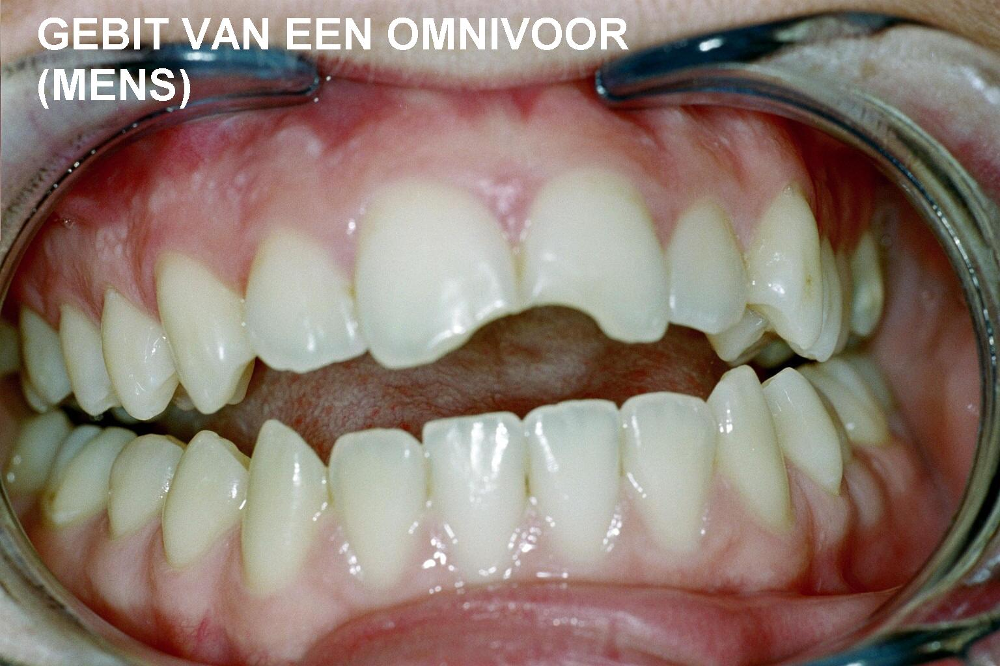 GEBIT VAN EEN OMNIVOOR
(MENS)